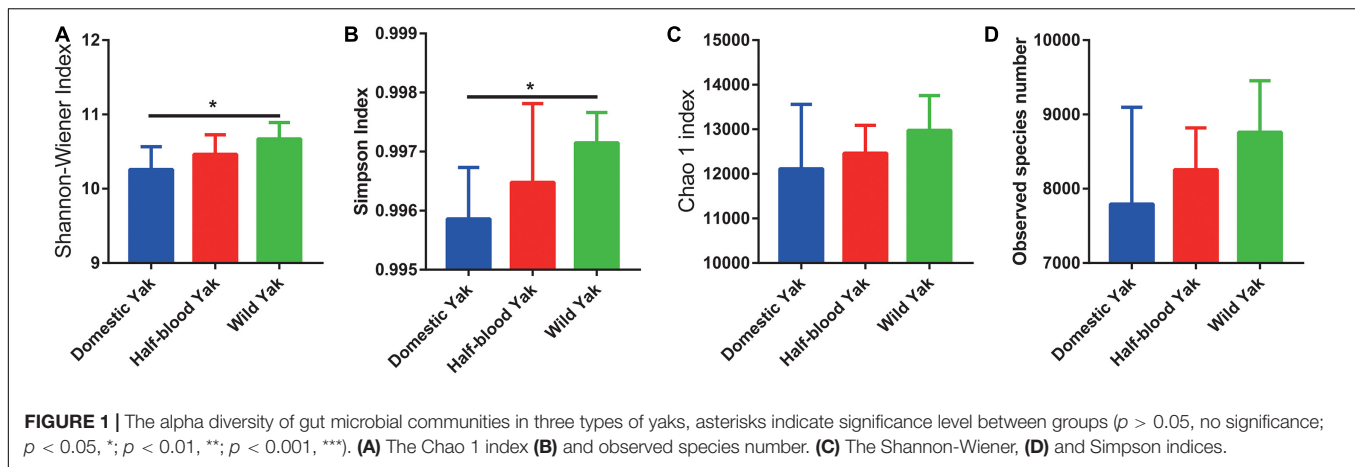 A
Shannon-Wiener Index
12
11
10
9
*
Domestic Yak
Half-blood Yak
Wild Yak
B
Simpson Index
0.999
0.998
0.997
0.996
0.995
*
Domestic Yak
Half-blood Yak
Wild Yak
C
Chao 1 index
15000
14000
13000
12000
11000
10000
Domestic Yak
Half-blood Yak
Wild Yak
D
Observed species number
10000
9000
8000
7000
Domestic Yak
Half-blood Yak
Wild Yak
FIGURE 1 | The alpha diversity of gut microbial communities in three types of yaks, asterisks indicate significance level between groups (p > 0.05, no significance;
p < 0.05, *; p < 0.01, **; p < 0.001, ***). (A) The Chao 1 index (B) and observed species number. (C) The Shannon-Wiener, (D) and Simpson indices.